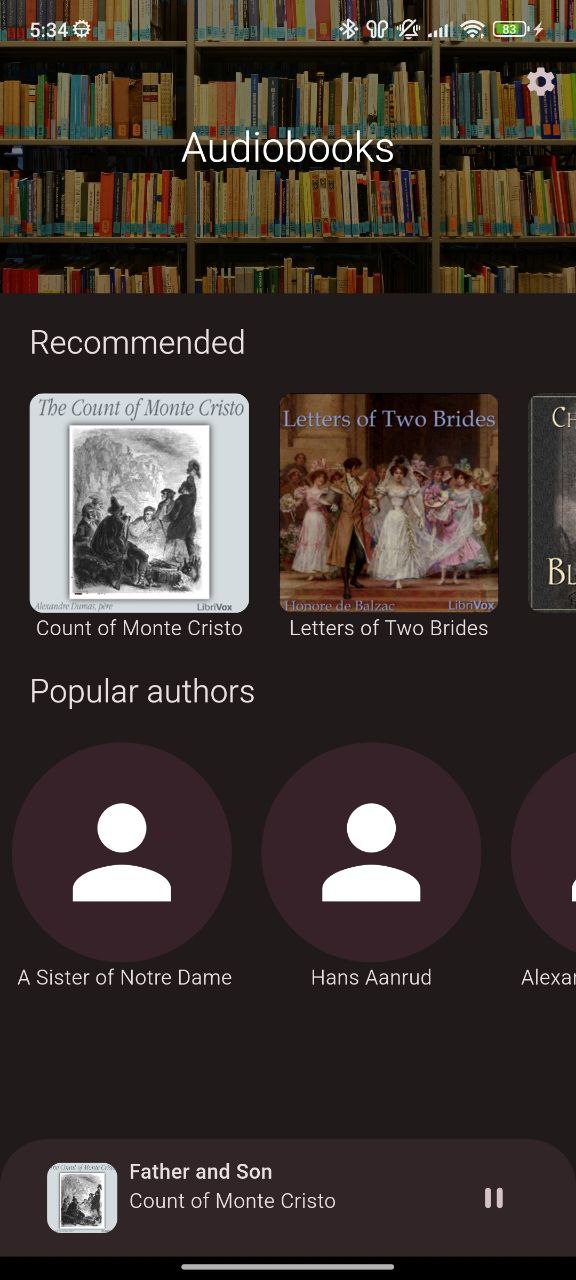 5:34
83
Audiobooks
Recommended
The Count of Monte Cristo
Alexandre Dumas, père
LibriVox
Count of Monte Cristo
Letters of Two Brides
Honore de Balzac
LibriVox
Letters of Two Brides
CH
BL
Popular authors
A Sister of Notre Dame
Hans Aanrud
Alexan
Father and Son
Count of Monte Cristo